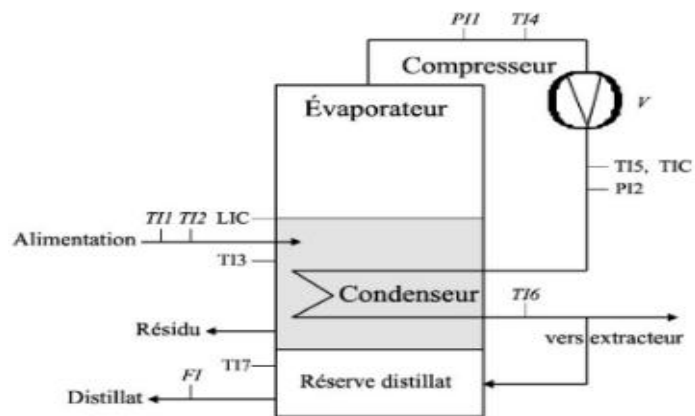 PI1 TI4
Compresseur
Évaporateur
V
TI5, TIC
PI2
TI1 TI2 LIC
Alimentation
TI3
Condenseur
TI6
vers extracteur
Résidu
TI7
Réserve distillat
FI
Distillat